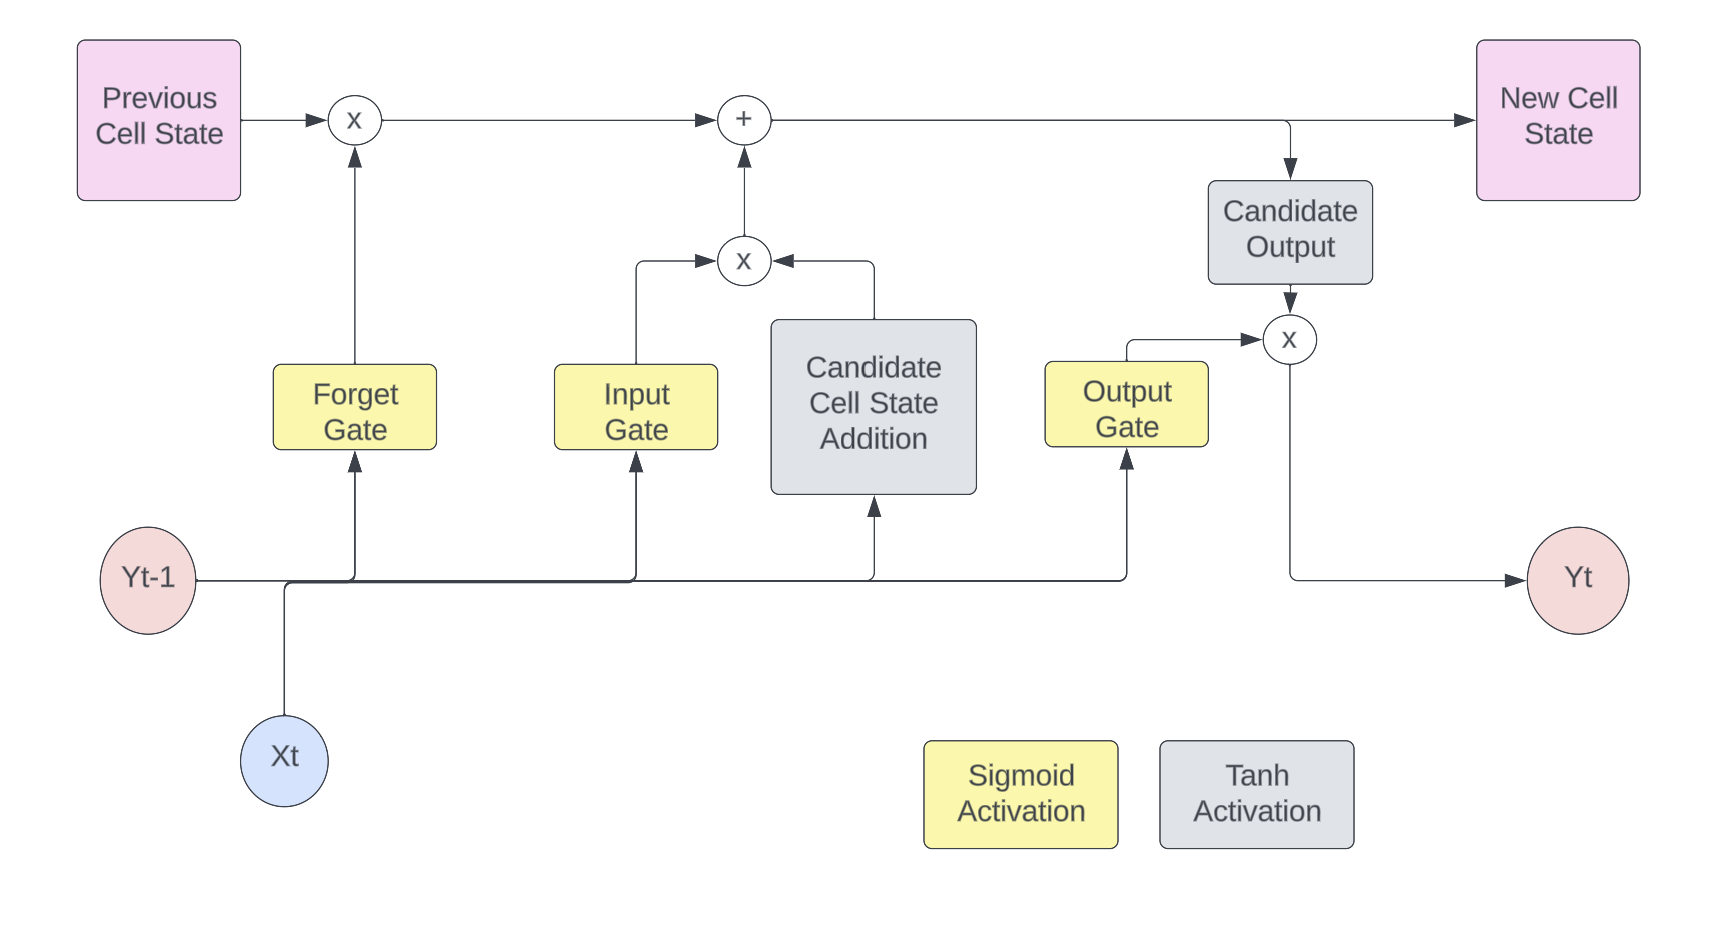 Previous
Cell State
x
+
New Cell
State
Candidate
Output
x
x
Forget
Gate
Input
Gate
Candidate
Cell State
Addition
Output
Gate
Yt-1
Yt
Xt
Sigmoid
Activation
Tanh
Activation